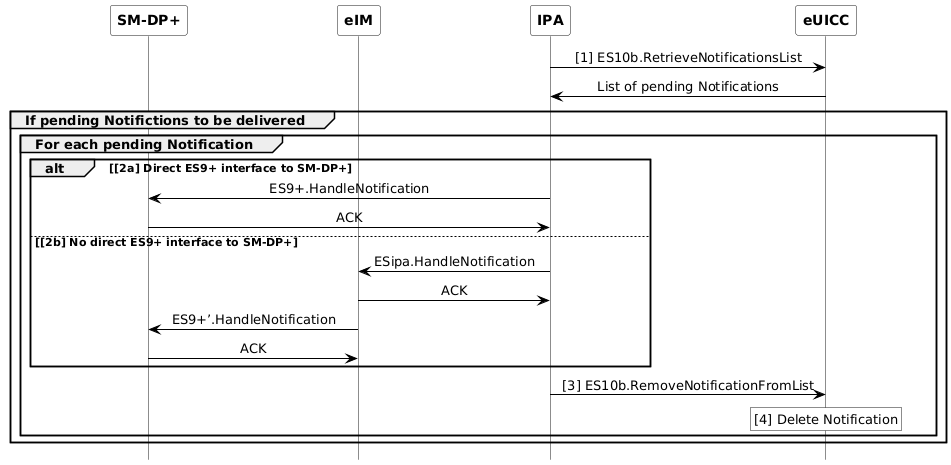 SM-DP+ eIM IPA eUICC
[1] ES10b.RetrieveNotificationsList
List of pending Notifications
If pending Notifictions to be delivered
For each pending Notification
alt [[2a] Direct ES9+ interface to SM-DP+]
ES9+.HandleNotification
ACK
[[2b] No direct ES9+ interface to SM-DP+]
ESipa.HandleNotification
ACK
ES9+’.HandleNotification
ACK
[3] ES10b.RemoveNotificationFromList
[4] Delete Notification